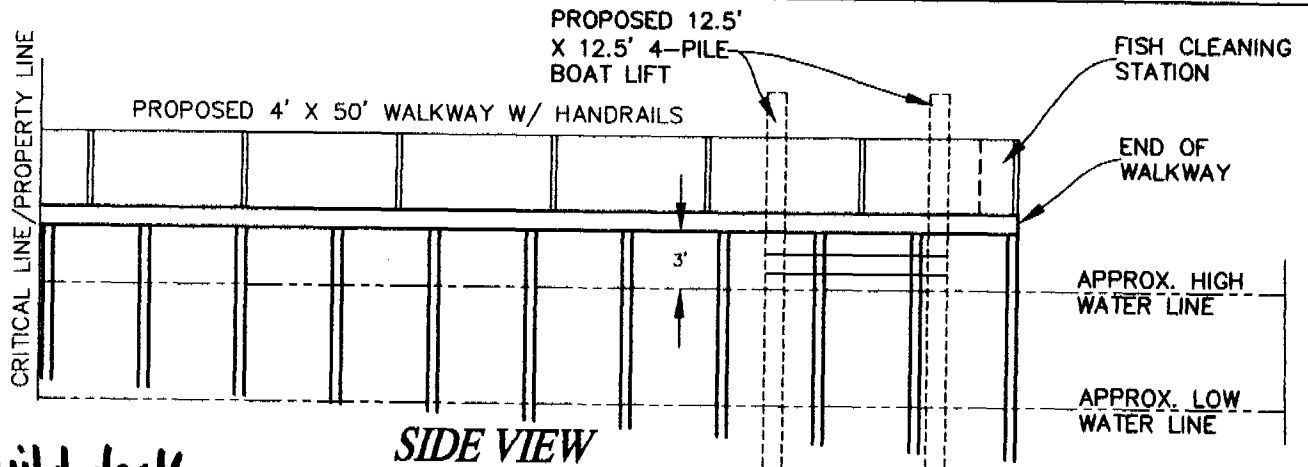 PROPOSED 12.5'
X 12.5' 4-PILE
BOAT LIFT
FISH CLEANING
STATION
PROPOSED 4' X 50' WALKWAY W/ HANDRAILS
END OF
WALKWAY
CRITICAL LINE/PROPERTY LINE
3'
APPROX. HIGH
WATER LINE
APPROX. LOW
WATER LINE
SIDE VIEW